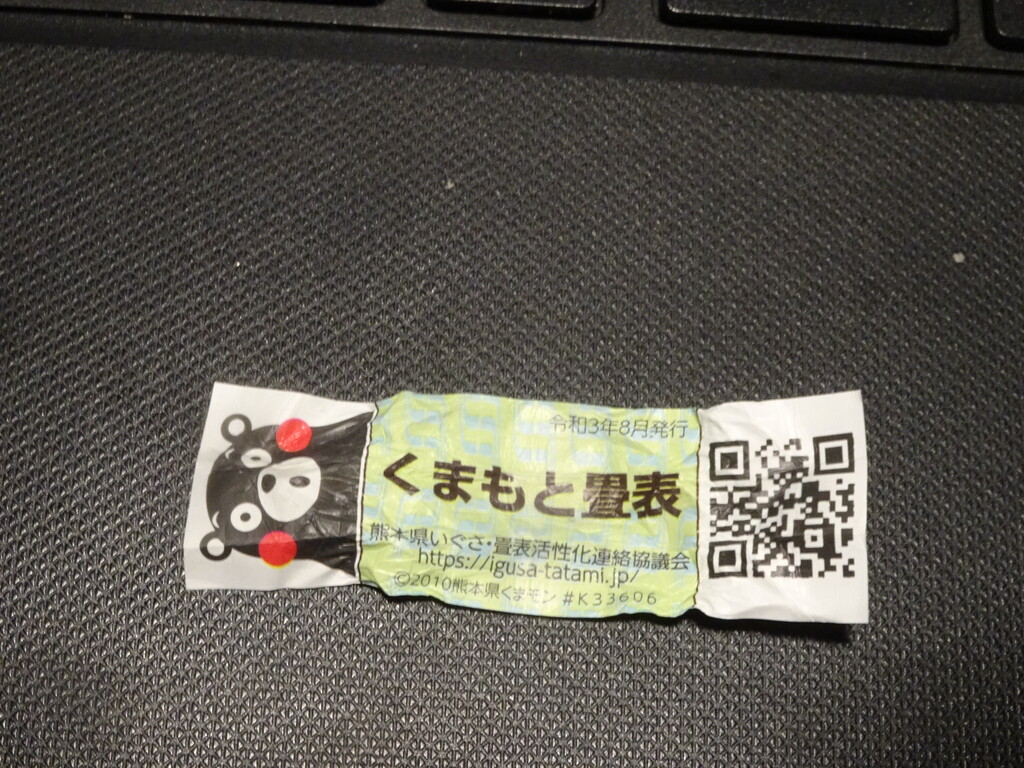 令和3年8月発行
くまもと畳表
熊本県いぐさ・畳表活性化連絡協議会
https://igusa-tatami.jp/
©2010熊本県くまモン #K33606